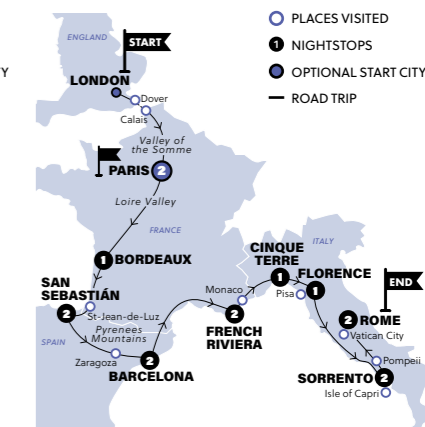 PLACES VISITED
1 NIGHTSTOPS
OPTIONAL START CITY
ROAD TRIP
TY
ENGLAND
START
LONDON
Dover
Calais
Valley of
the Somme
PARIS 2
Loire Valley
FRANCE
1 BORDEAUX
SAN
SEBASTIÁN
2
St-Jean-de-Luz
Pyrenees
Mountains
SPAIN
Zaragoza
2
BARCELONA
Monaco
2
FRENCH
RIVIERA
CINQUE
TERRE
1
ITALY
FLORENCE
1
Pisa
END
2 ROME
Vatican City
Pompeii
SORRENTO 2
Isle of Capri